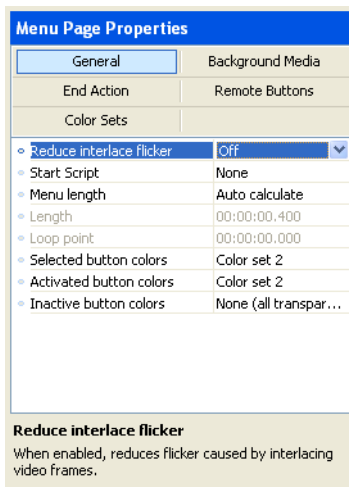 Menu Page Properties
General Background Media
End Action Remote Buttons
Color Sets
Reduce interlace flicker Off
Start Script None
Menu length Auto calculate
Length 00:00:00.400
Loop point 00:00:00.000
Selected button colors Color set 2
Activated button colors Color set 2
Inactive button colors None (all transpar...
Reduce interlace flicker
When enabled, reduces flicker caused by interlacing
video frames.